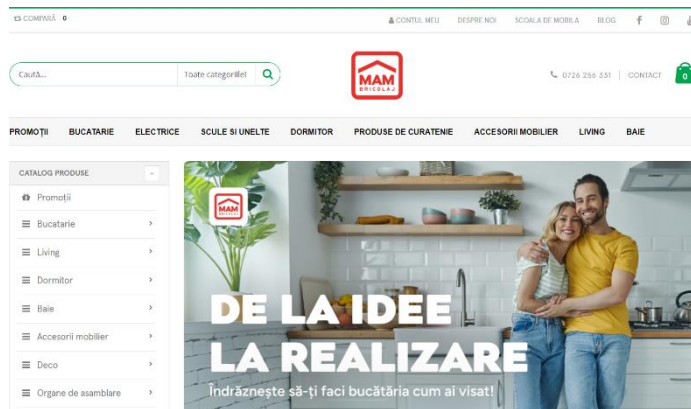 COMPARĂ 0
CONTUL MEU DESPRE NOI SCOALA DE MOBILA BLOG
Caută... Toate categoriile!
MAM
BRICOLAJ
0726 286 331 CONTACT 0
PROMOȚII BUCATARIE ELECTRICE SCULE SI UNELTE DORMITOR PRODUSE DE CURATENIE ACCESORII MOBILIER LIVING BAIE
CATALOG PRODUSE
Promoții
Bucatarie
Living
Dormitor
Baie
Accesorii mobilier
Deco
Organe de asamblare
MAM
BRICOLAJ
DE LA IDEE
LA REALIZARE
Îndrăznește să-ți faci bucătăria cum ai visat!